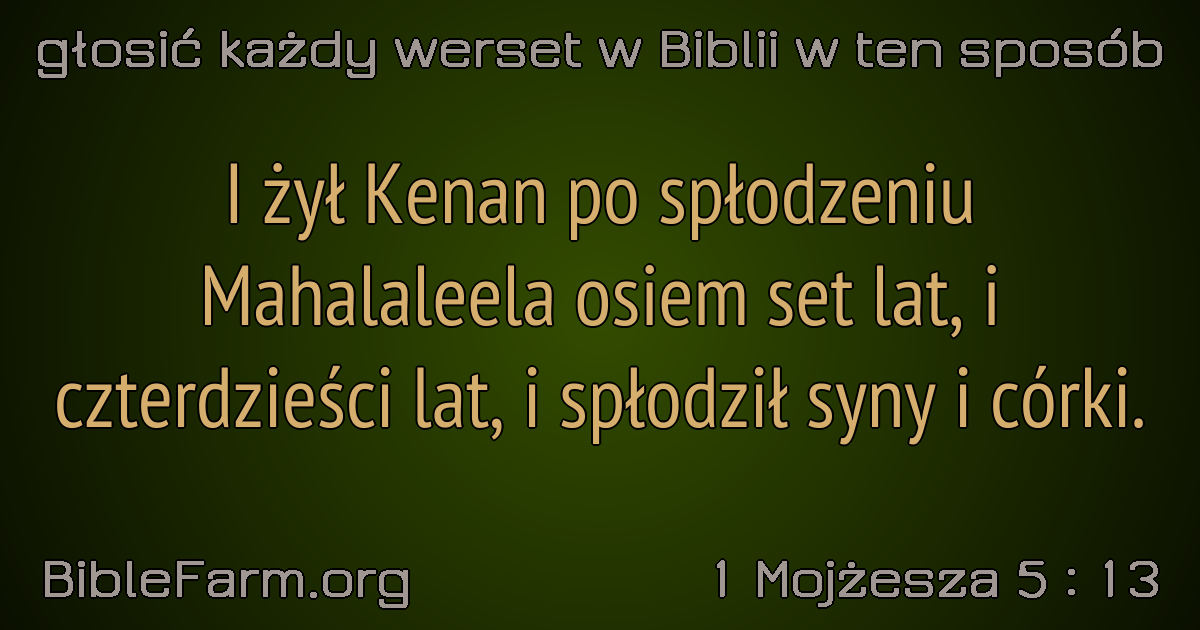 głosić każdy werset w Biblii w ten sposób
I żył Kenan po spłodzeniu
Mahalaleela osiem set lat, i
czterdzieści lat, i spłodził syny i córki.
BibleFarm.org
1 Mojżesza 5 : 13